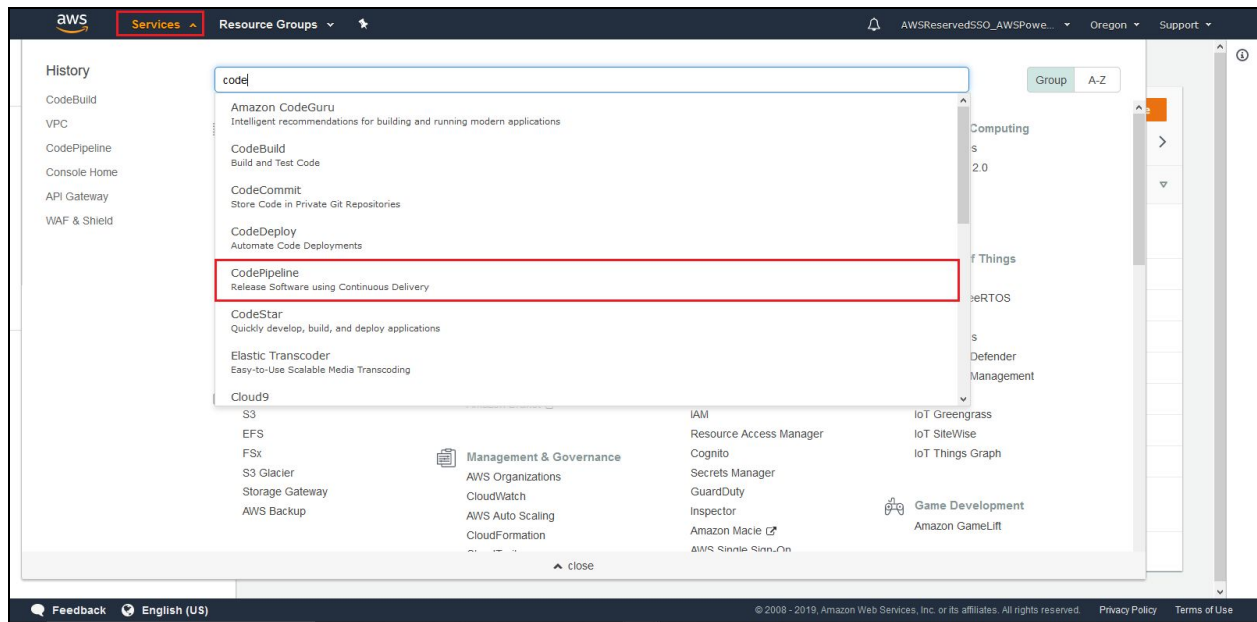 aws
Services
Resource Groups
AWSReservedSSO_AWSPowe...
Oregon
Support
History
CodeBuild
VPC
CodePipeline
Console Home
API Gateway
WAF & Shield
code
Group
A-Z
Amazon CodeGuru
Intelligent recommendations for building and running modern applications
CodeBuild
Build and Test Code
CodeCommit
Store Code in Private Git Repositories
CodeDeploy
Automate Code Deployments
CodePipeline
Release Software using Continuous Delivery
CodeStar
Quickly develop, build, and deploy applications
Elastic Transcoder
Easy-to-Use Scalable Media Transcoding
Cloud9
Computing
2.0
Things
Defender
Management
S3
EFS
FSx
S3 Glacier
Storage Gateway
AWS Backup
Management & Governance
AWS Organizations
CloudWatch
AWS Auto Scaling
CloudFormation
IAM
Resource Access Manager
Cognito
Secrets Manager
GuardDuty
Inspector
Amazon Macie
AWS Single Sign-On
IoT Greengrass
IoT SiteWise
IoT Things Graph
Game Development
Amazon GameLift
close
Feedback
English (US)
© 2008 - 2019, Amazon Web Services, Inc. or its affiliates. All rights reserved.
Privacy Policy
Terms of Use